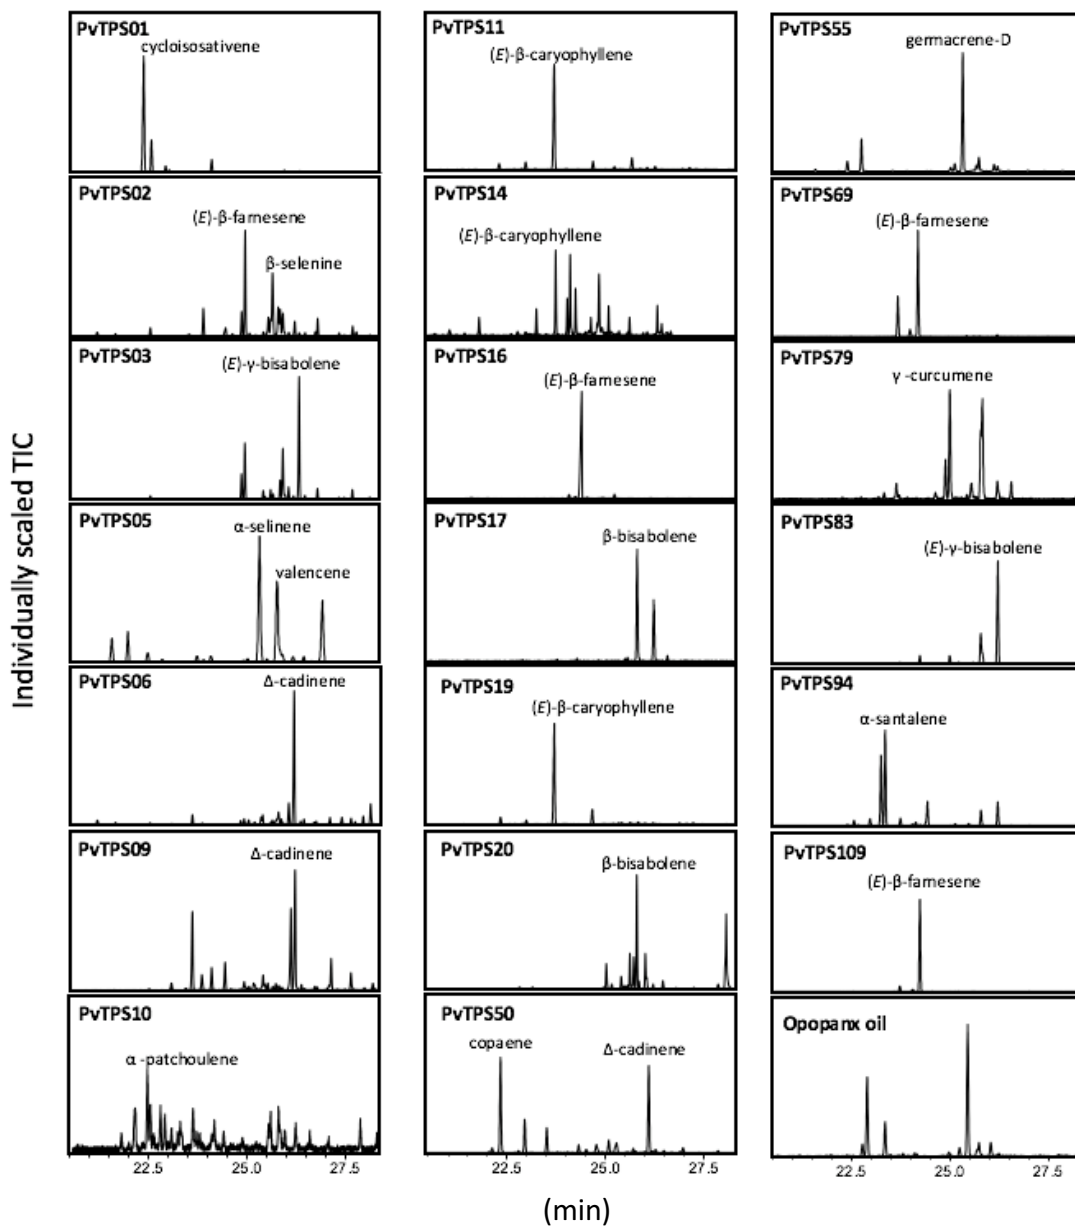 PvTPS01
cycloisosativene
PvTPS02
(E)-β-farnesene
β-selenine
PvTPS03
(E)-γ-bisabolene
PvTPS05
α-selinene
valencene
PvTPS06
Δ-cadinene
PvTPS09
Δ-cadinene
PvTPS10
α -patchoulene
22.5 25.0 27.5
PvTPS11
(E)-β-caryophyllene
PvTPS14
(E)-β-caryophyllene
PvTPS16
(E)-β-farnesene
PvTPS17
β-bisabolene
PvTPS19
(E)-β-caryophyllene
PvTPS20
β-bisabolene
PvTPS50
copaene
Δ-cadinene
22.5 25.0 27.5
PvTPS55
germacrene-D
PvTPS69
(E)-β-farnesene
PvTPS79
γ -curcumene
PvTPS83
(E)-γ-bisabolene
PvTPS94
α-santalene
PvTPS109
(E)-β-farnesene
Opopanx oil
22.5 25.0 27.5
Individually scaled TIC
(min)